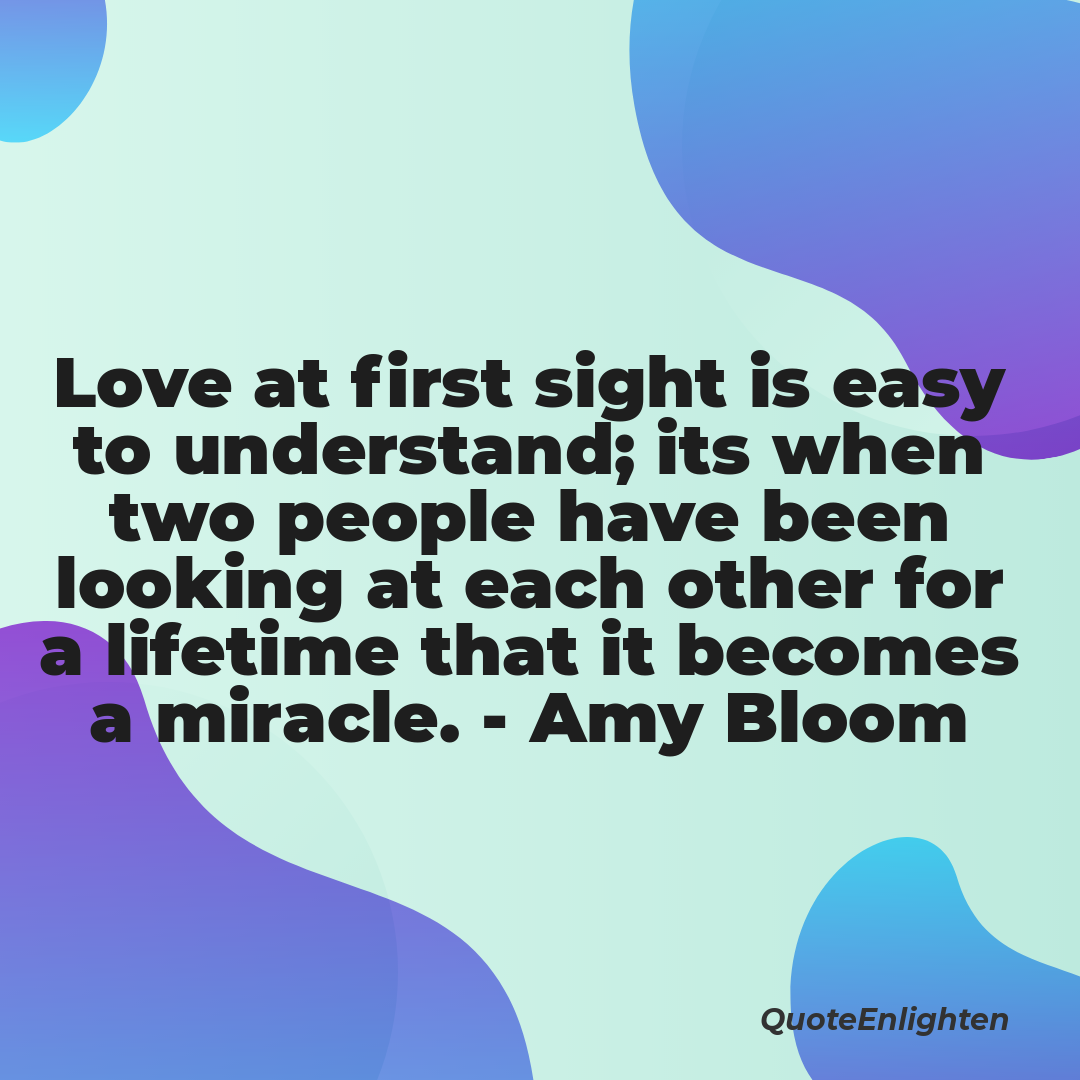 Love at first sight is easy
to understand; its when
two people have been
looking at each other for
a lifetime that it becomes
a miracle. - Amy Bloom
QuoteEnlighten